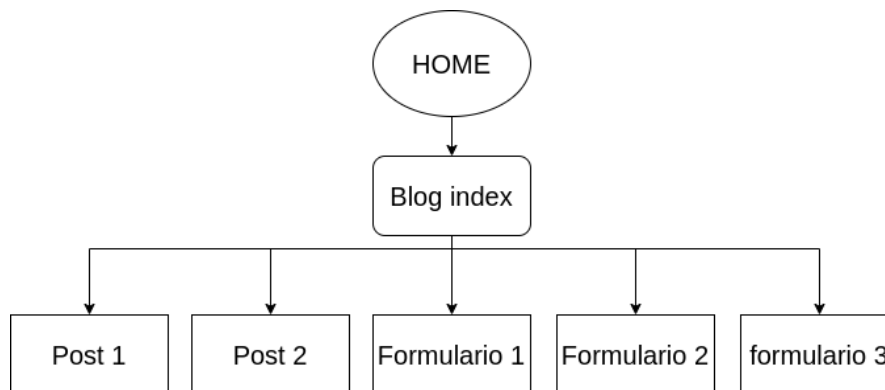 HOME
Blog index
Post 1
Post 2
Formulario 1
Formulario 2
formulario 3